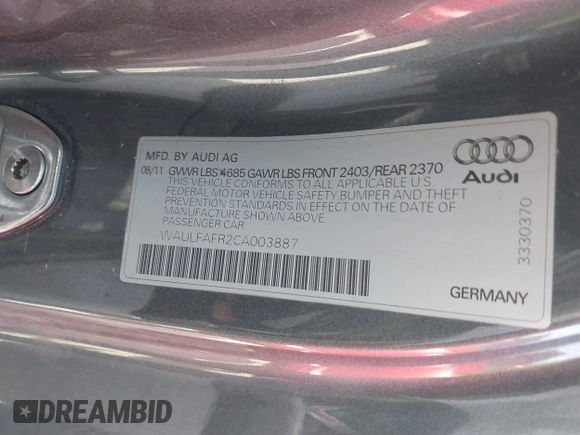 MFD. BY AUDI AG
08/11 GVWR LBS *4685 GAWR LBS FRONT 2403/REAR 2370
THIS VEHICLE CONFORMS TO ALL APPLICABLE U S
FEDERAL MOTOR VEHICLE SAFETY, BUMPER AND THEFT
PREVENTION STANDARDS IN EFFECT ON THE DATE OF
MANUFACTURE SHOWN ABOVE
PASSENGER CAR
WAULFAFR2CA003887
Audi
3330370
GERMANY
DREAMBID